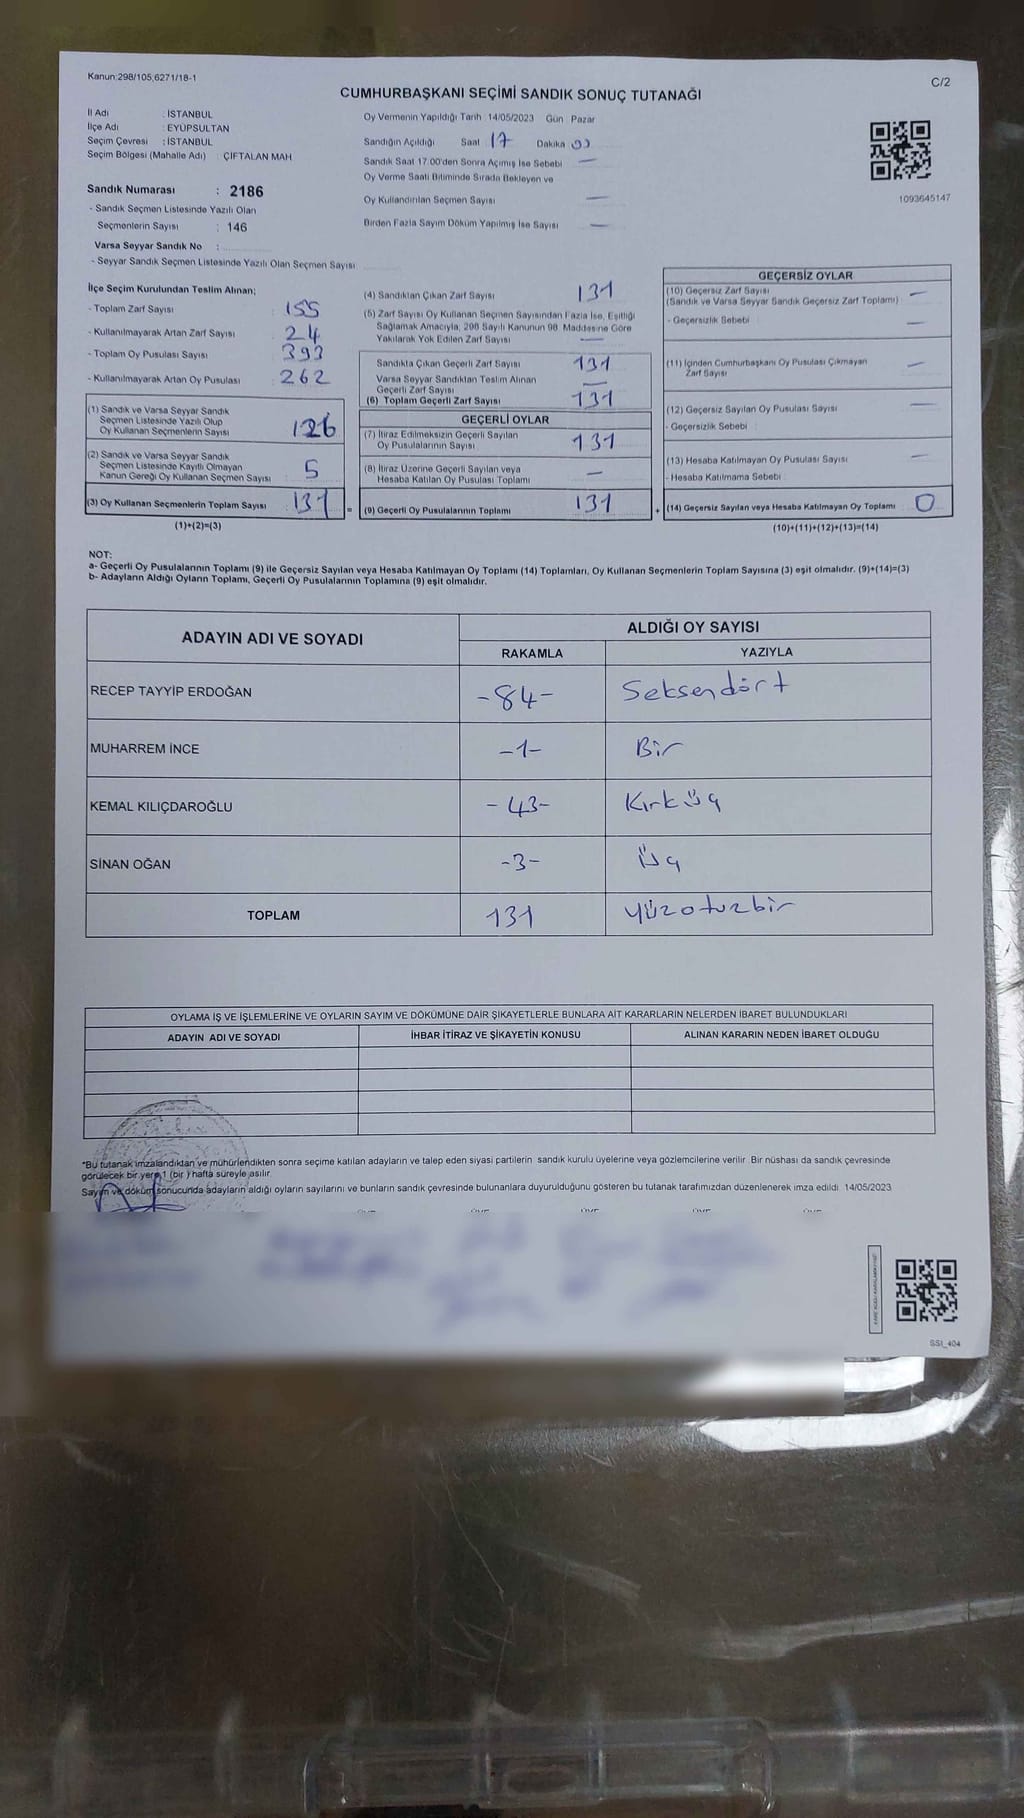 Kanun:298/105,6271/18-1
C/2
CUMHURBAŞKANI SEÇİMİ SANDIK SONUÇ TUTANAĞI
İl Adı : İSTANBUL
İlçe Adı : EYÜPSULTAN
Seçim Çevresi : İSTANBUL
Seçim Bölgesi (Mahalle Adı) : ÇİFTALAN MAH
Sandık Numarası : 2186
- Sandık Seçmen Listesinde Yazılı Olan
Seçmenlerin Sayısı : 146
Varsa Seyyar Sandık No :
- Seyyar Sandık Seçmen Listesinde Yazılı Olan Seçmen Sayısı
Oy Vermenin Yapıldığı Tarih 14/05/2023 Gün Pazar
Sandığın Açıldığı Saat 17 Dakika
Sandık Saat 17:00'den Sonra Açımış İse Sebebi —
Oy Verme Saati Bitiminde Sırada Bekleyen ve
Oy Kullandırılan Seçmen Sayısı —
Birden Fazla Sayım Döküm Yapılmış İse Sayısı —
1093645147
İlçe Seçim Kurulundan Teslim Alınan;
- Toplam Zarf Sayısı 155
- Kullanılmayarak Artan Zarf Sayısı 24
- Toplam Oy Pusulası Sayısı 393
- Kullanılmayarak Artan Oy Pusulası 262
(1) Sandık ve Varsa Seyyar Sandık
Seçmen Listesinde Yazılı Olup
Oy Kullanan Seçmenlerin Sayısı 126
(2) Sandık ve Varsa Seyyar Sandık
Seçmen Listesinde Kayıtlı Olmayan
Kanun Gereği Oy Kullanan Seçmen Sayısı 5
(3) Oy Kullanan Seçmenlerin Toplam Sayısı 131
(1)+(2)=(3)
(4) Sandıktan Çıkan Zarf Sayısı 131
(5) Zarf Sayısı Oy Kullanan Seçmen Sayısından Fazla İse, Eşitliği
Sağlamak Amacıyla, 298 Sayılı Kanunun 98. Maddesine Göre
Yakılarak Yok Edilen Zarf Sayısı —
Sandıkta Çıkan Geçerli Zarf Sayısı 131
Varsa Seyyar Sandıktan Teslim Alınan
Geçerli Zarf Sayısı —
(6) Toplam Geçerli Zarf Sayısı 131
GEÇERLİ OYLAR
(7) İtiraz Edilmeksizin Geçerli Sayılan
Oy Pusulalarının Sayısı 131
(8) İtiraz Üzerine Geçerli Sayılan veya
Hesaba Katılan Oy Pusulası Toplamı —
= (9) Geçerli Oy Pusulalarının Toplamı 131
GEÇERSİZ OYLAR
(10) Geçersiz Zarf Sayısı —
(Sandık ve Varsa Seyyar Sandık Geçersiz Zarf Toplamı)
- Geçersizlik Sebebi —
(11) İçinden Cumhurbaşkanı Oy Pusulası Çıkmayan —
Zarf Sayısı
(12) Geçersiz Sayılan Oy Pusulası Sayısı —
- Geçersizlik Sebebi
(13) Hesaba Katılmayan Oy Pusulası Sayısı —
- Hesaba Katılmama Sebebi
+ (14) Geçersiz Sayılan veya Hesaba Katılmayan Oy Toplamı 0
(10)+(11)+(12)+(13)=(14)
NOT:
a- Geçerli Oy Pusulalarının Toplamı (9) ile Geçersiz Sayılan veya Hesaba Katılmayan Oy Toplamı (14) Toplamları, Oy Kullanan Seçmenlerin Toplam Sayısına (3) eşit olmalıdır. (9)+(14)=(3)
b- Adayların Aldığı Oyların Toplamı, Geçerli Oy Pusulalarının Toplamına (9) eşit olmalıdır.
ADAYIN ADI VE SOYADI
ALDIĞI OY SAYISI
RAKAMLA YAZIYLA
RECEP TAYYİP ERDOĞAN -84- Seksendört
MUHARREM İNCE -1- Bir
KEMAL KILIÇDAROĞLU -43- Kırküç
SİNAN OĞAN -3- Üç
TOPLAM 131 Yüzotuzbir
OYLAMA İŞ VE İŞLEMLERİNE VE OYLARIN SAYIM VE DÖKÜMÜNE DAİR ŞİKAYETLERLE BUNLARA AİT KARARLARIN NELERDEN İBARET BULUNDUKLARI
ADAYIN ADI VE SOYADI İHBAR İTİRAZ VE ŞİKAYETİN KONUSU ALINAN KARARIN NEDEN İBARET OLDUĞU
*Bu tutanak imzalandıktan ve mühürlendikten sonra seçime katılan adayların ve talep eden siyasi partilerin sandık kurulu üyelerine veya gözlemcilerine verilir. Bir nüshası da sandık çevresinde
görülecek bir yere 1 (bir ) hafta süreyle asılır.
Sayım ve döküm sonucunda adayların aldığı oyların sayılarını ve bunların sandık çevresinde bulunanlara duyurulduğunu gösteren bu tutanak tarafımızdan düzenlenerek imza edildi 14/05/2023
SSI_404